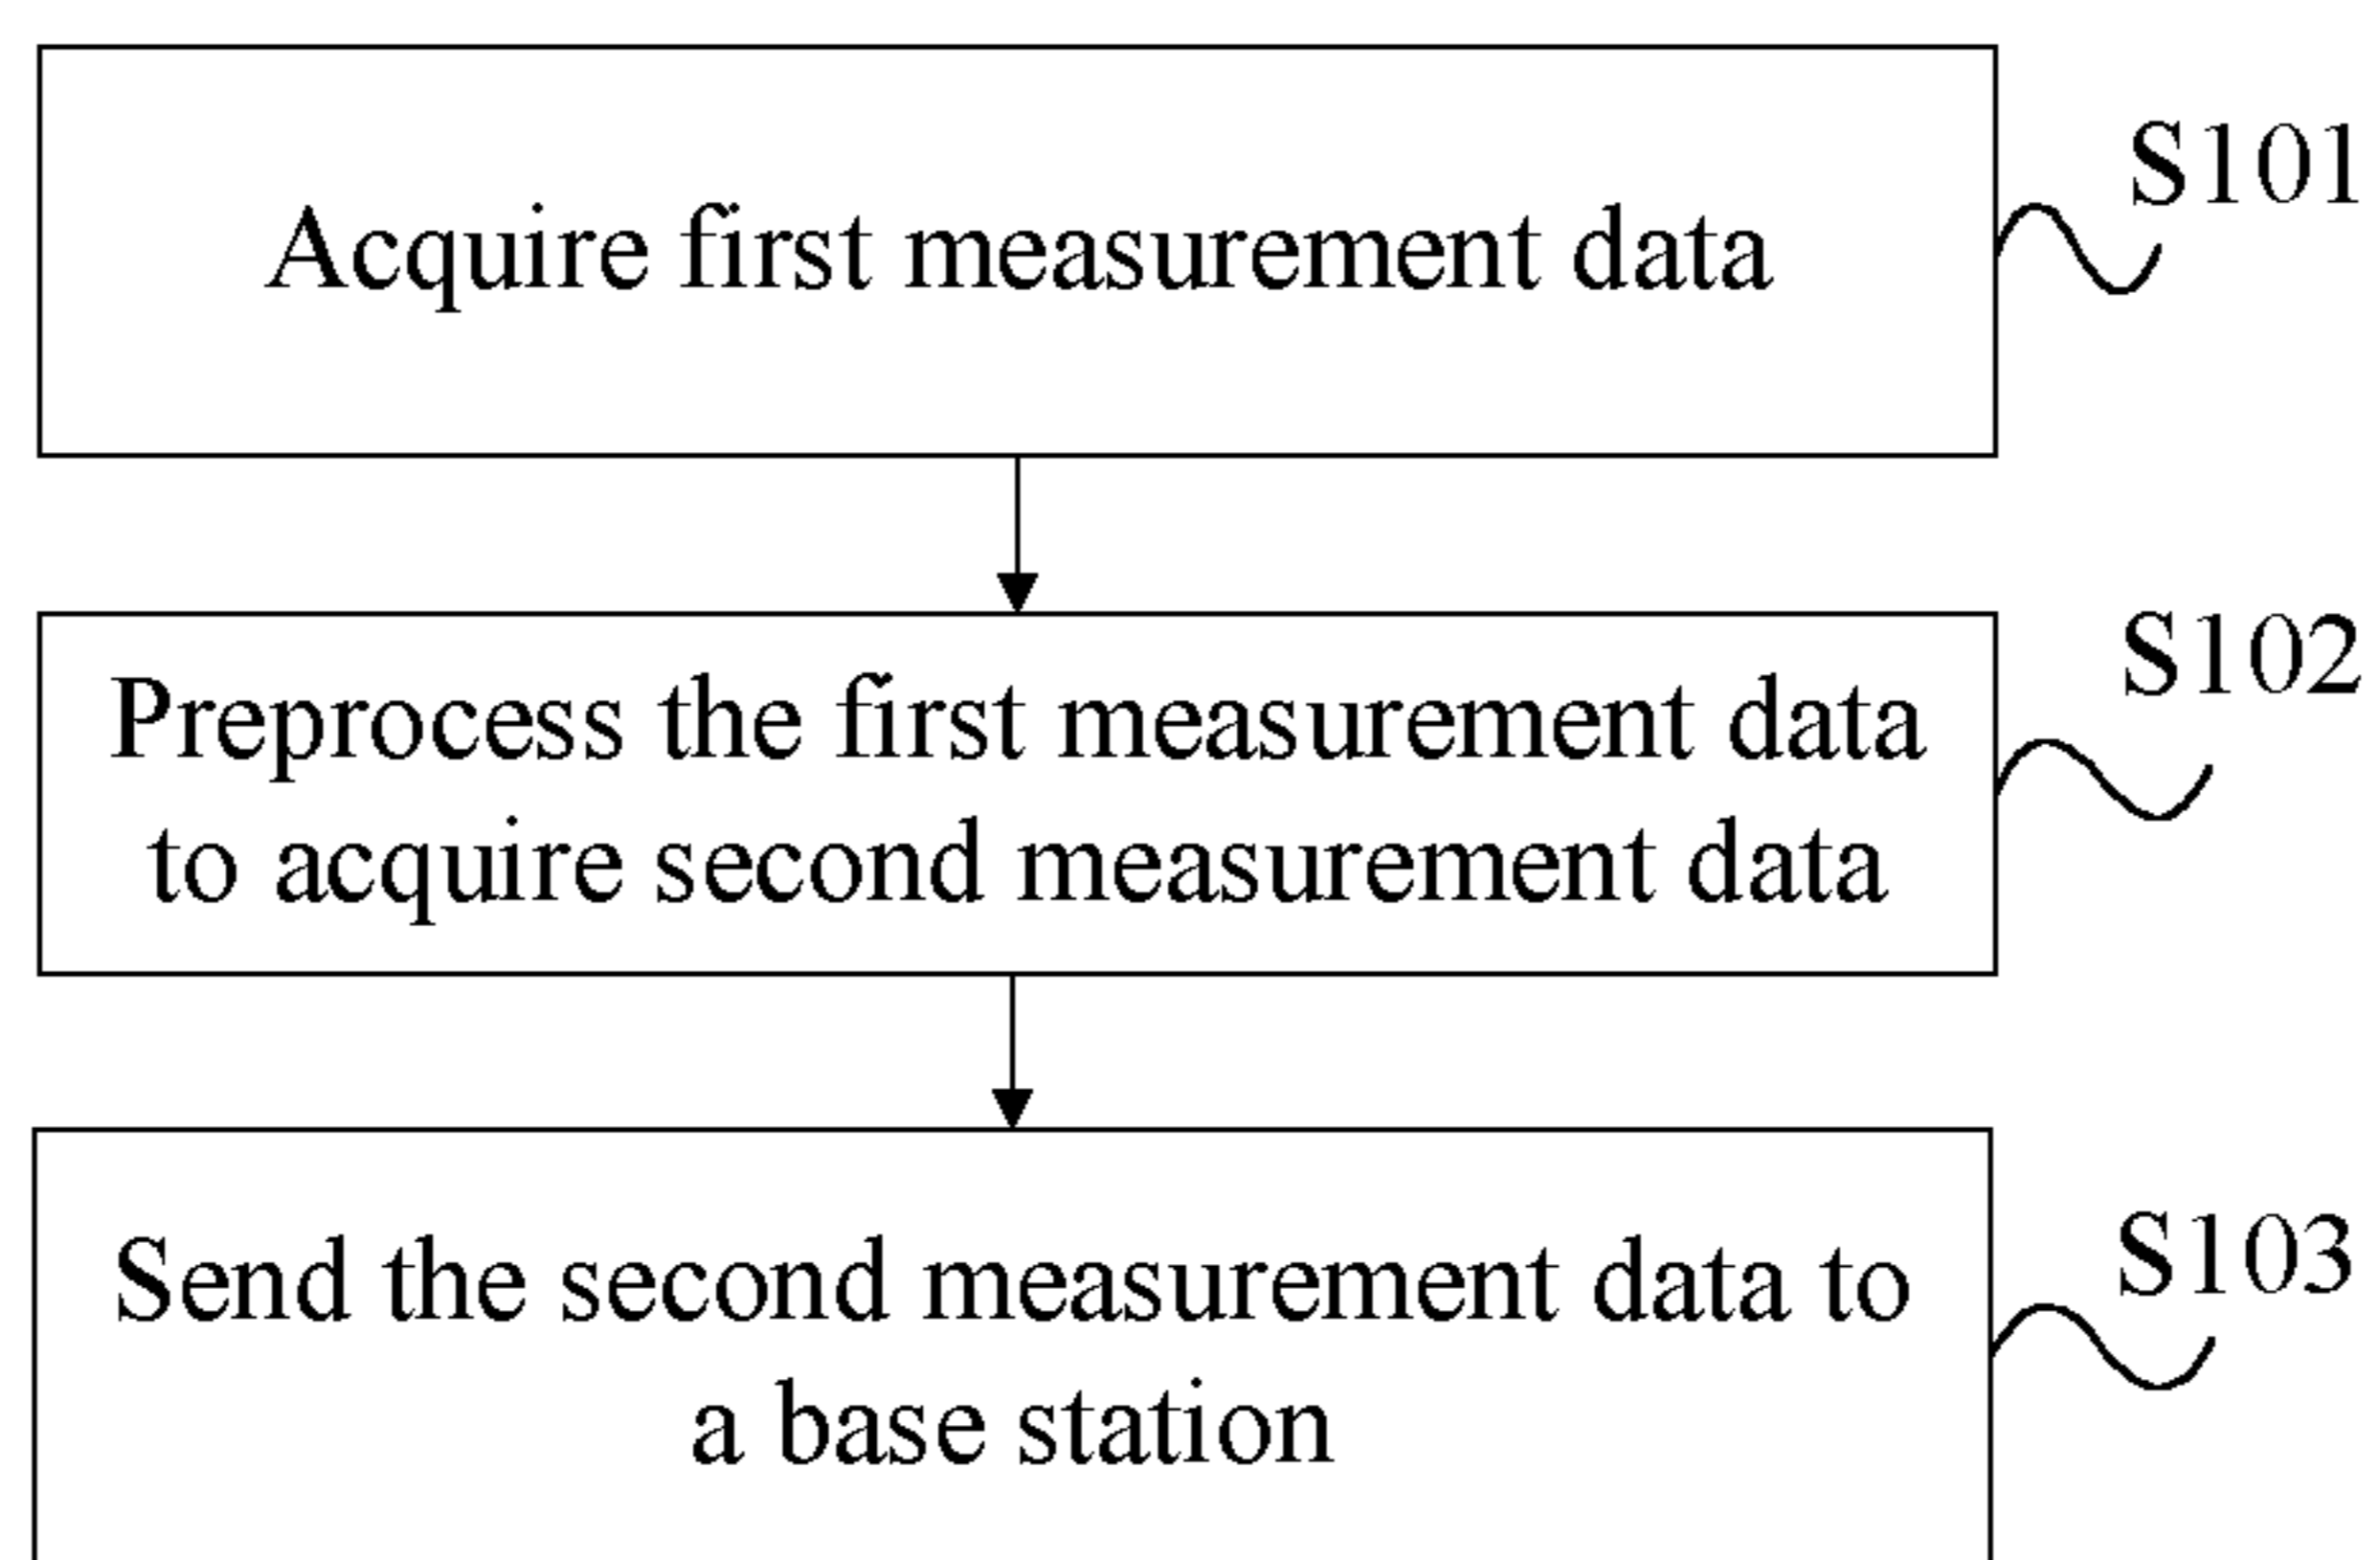 S101
Acquire first measurement data
S102
Preprocess the first measurement data
to acquire second measurement data
S103
Send the second measurement data to
a base station